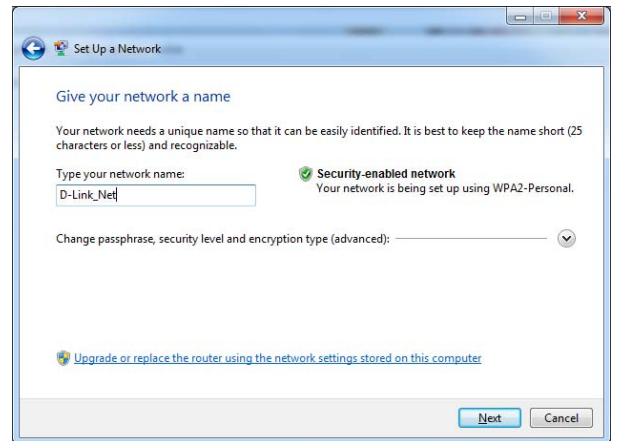 Set Up a Network
Give your network a name
Your network needs a unique name so that it can be easily identified. It is best to keep the name short (25
characters or less) and recognizable.
Type your network name:
D-Link_Net
Security-enabled network
Your network is being set up using WPA2-Personal.
Change passphrase, security level and encryption type (advanced):
Upgrade or replace the router using the network settings stored on this computer
Next
Cancel